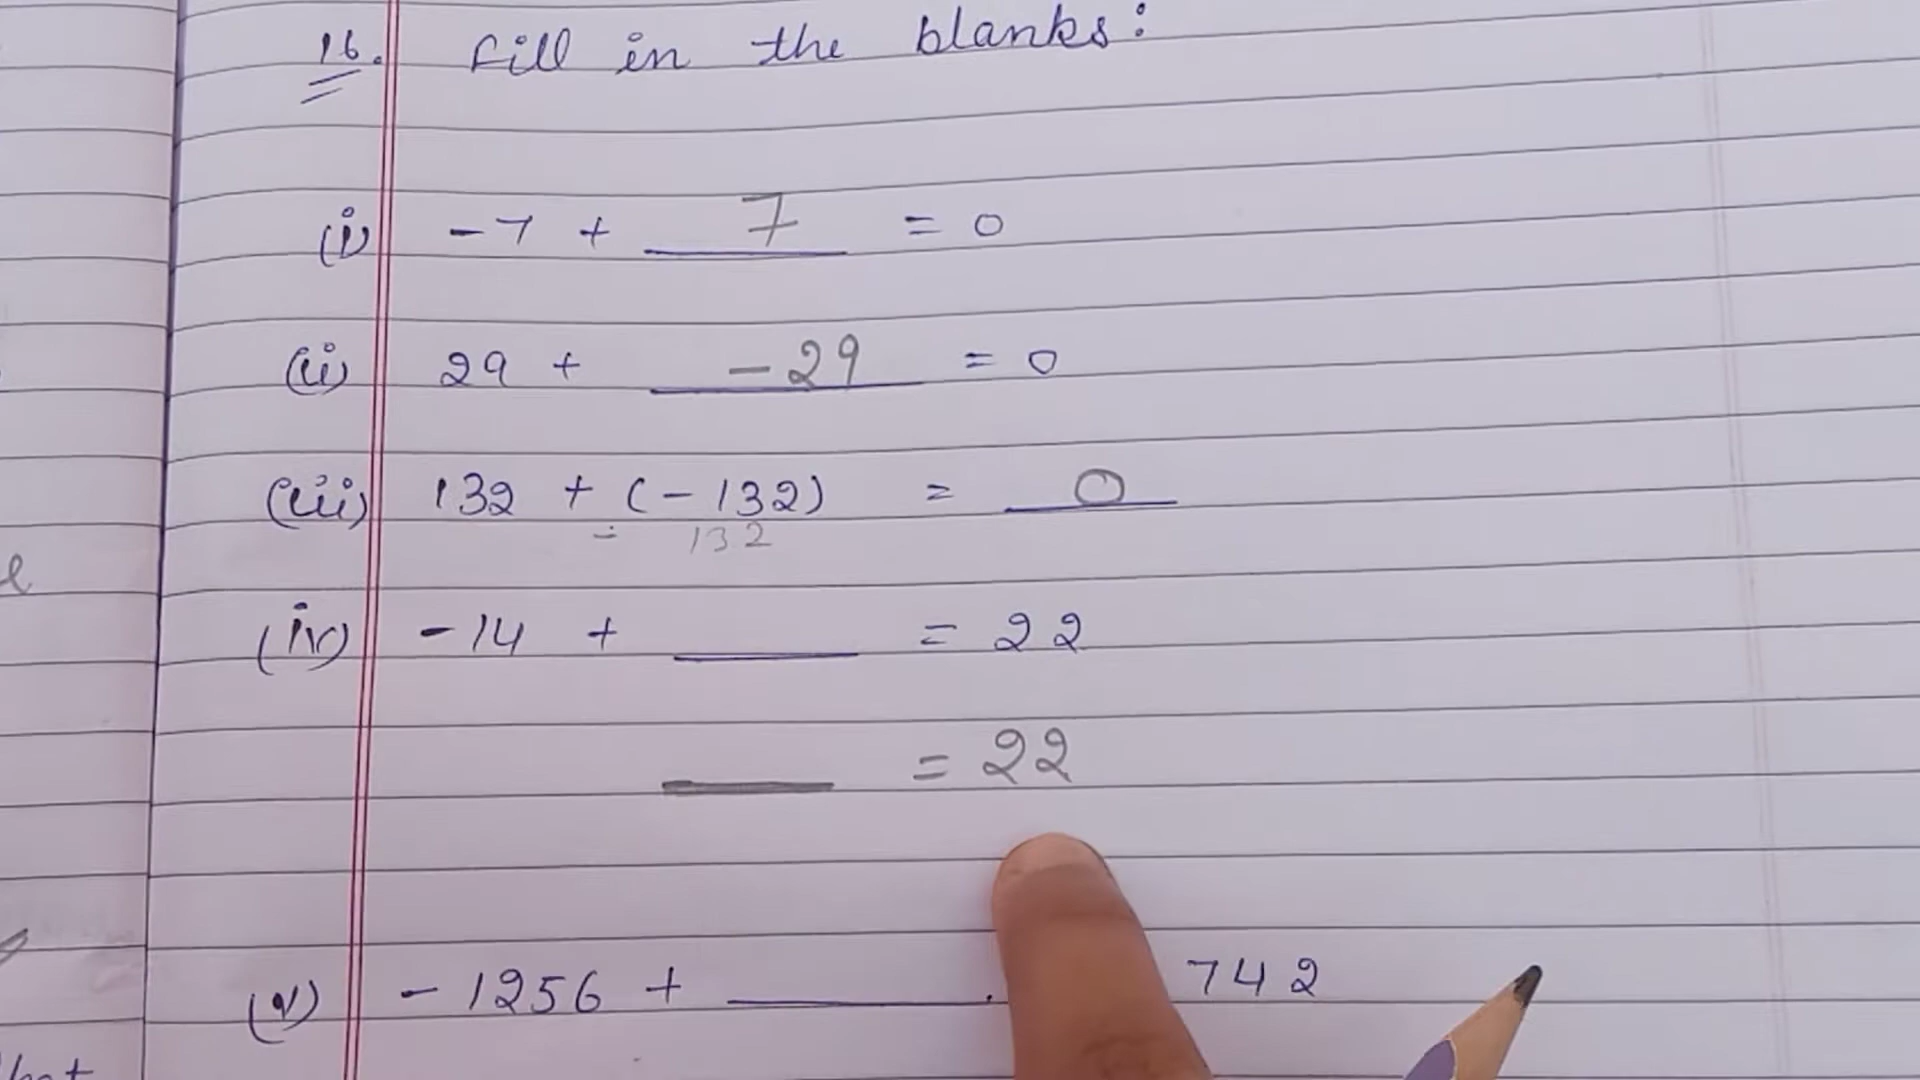 16. Fill in the blanks:
(i) -7 + 7 = 0
(ii) 29 + -29 = 0
(iii) 132 + (-132) = 0
- 132
(iv) -14 + ____ = 22
____ = 22
(v) - 1256 + ____ 742